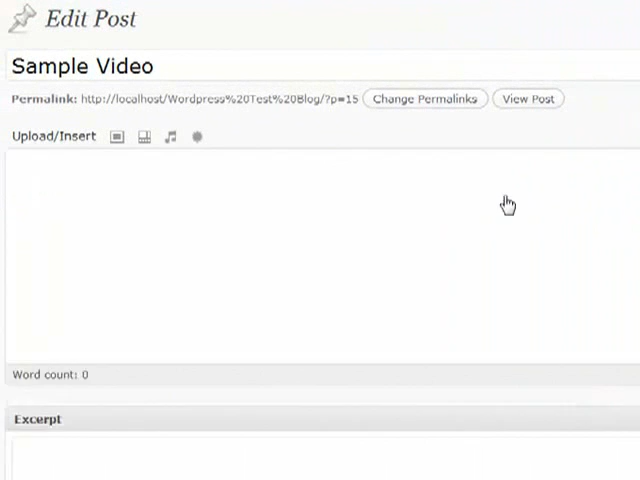 Edit Post
Sample Video
Permalink: http://localhost/Wordpress%20Test%20Blog/?p=15 Change Permalinks View Post
Upload/Insert
Word count: 0
Excerpt